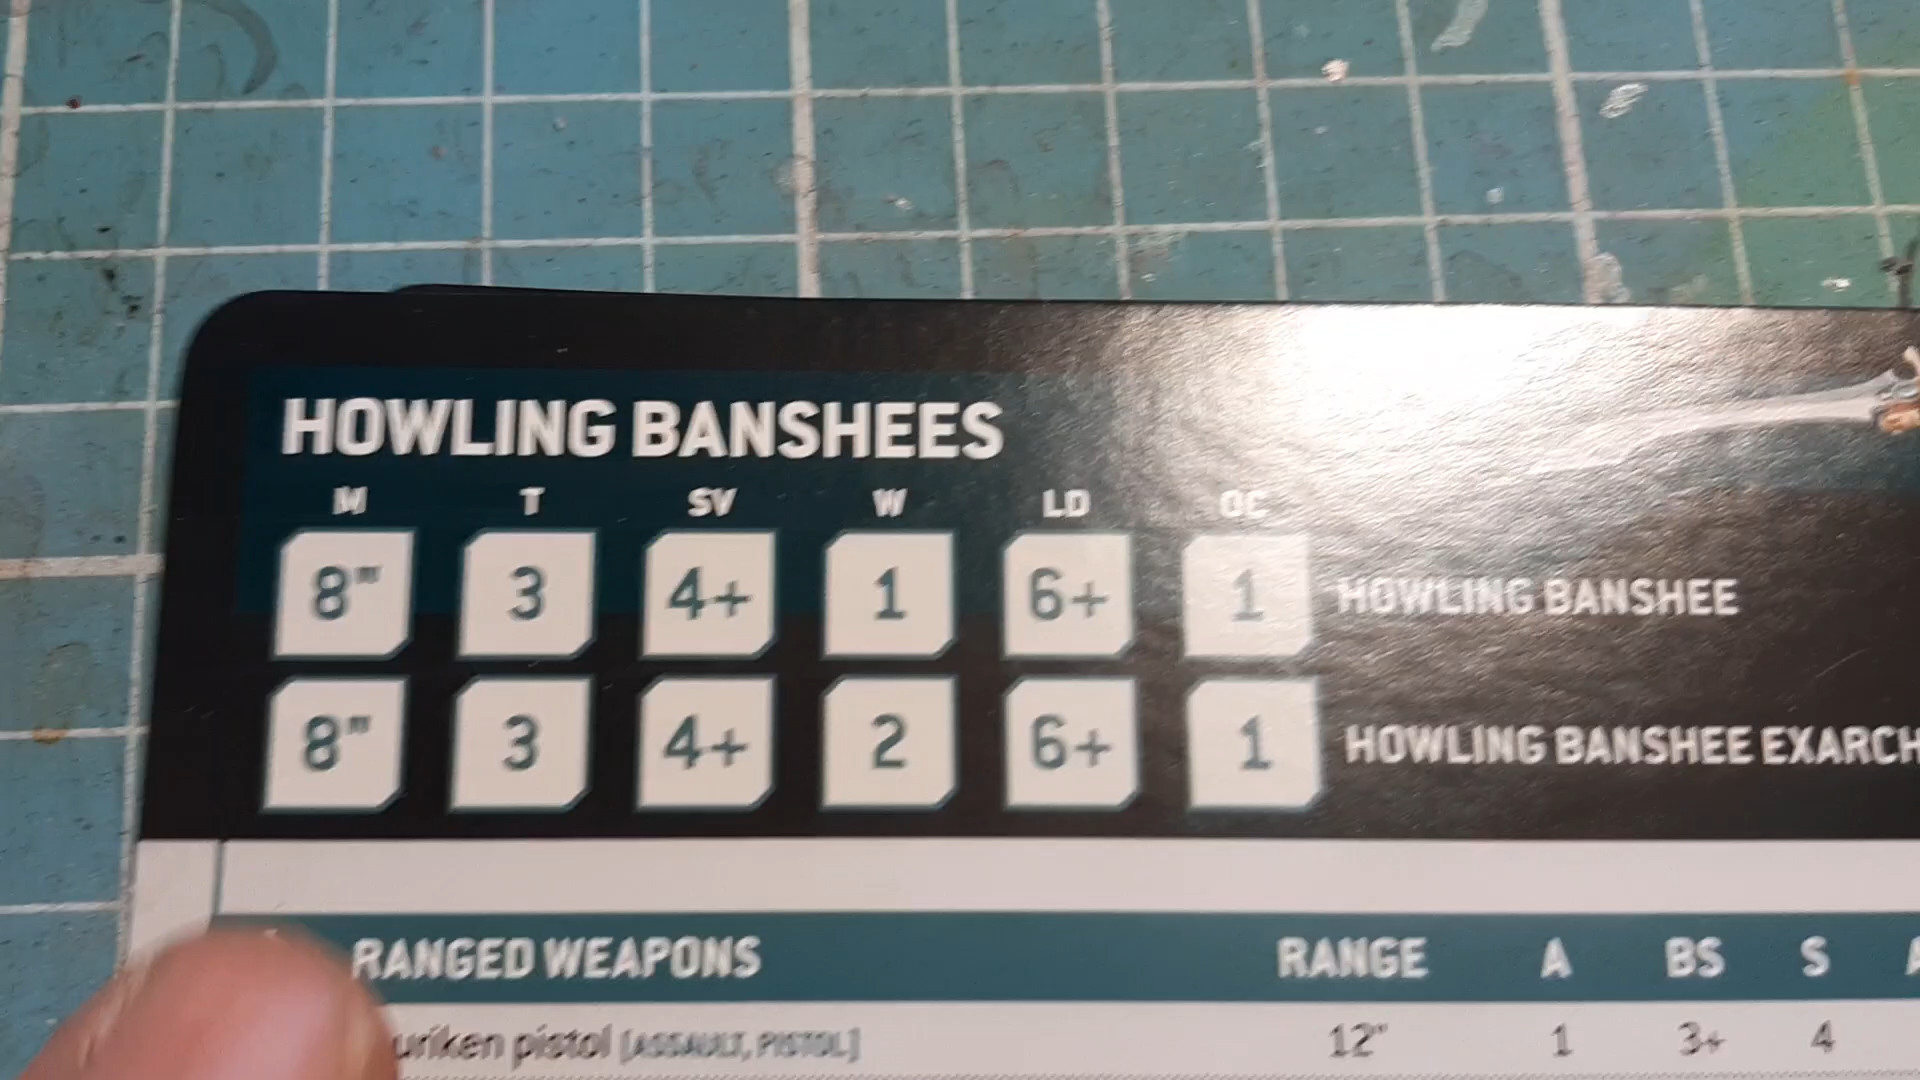 HOWLING BANSHEES
M T SV W LD OC
8" 3 4+ 1 6+ 1 HOWLING BANSHEE
8" 3 4+ 2 6+ 1 HOWLING BANSHEE EXARCH
RANGED WEAPONS RANGE A BS S
pistol [ASSAULT, PISTOL] 12" 1 3+ 4